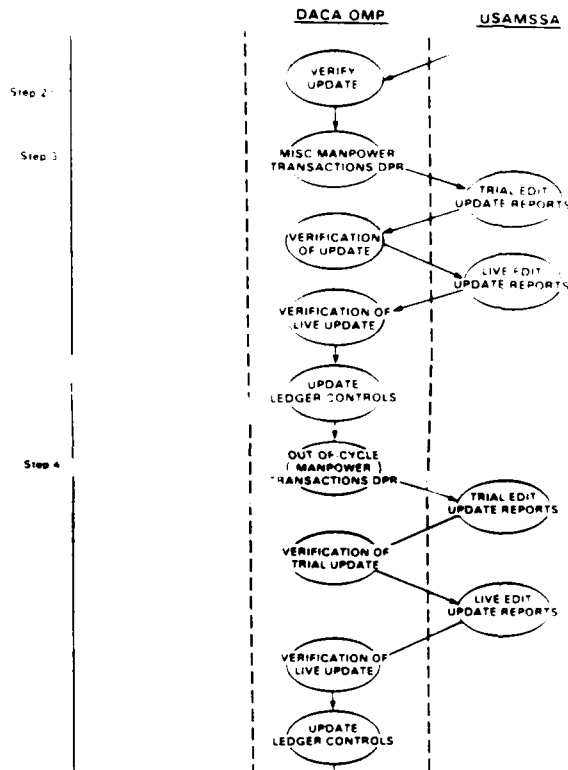 DACA OMP
USAMSSA
VERIFY
UPDATE
Step 2
Step 3
MISC MANPOWER
TRANSACTIONS DPR
TRIAL EDIT
UPDATE REPORTS
VERIFICATION
OF UPDATE
LIVE EDIT
UPDATE REPORTS
VERIFICATION OF
LIVE UPDATE
UPDATE
LEDGER CONTROLS
Step 4
OUT-OF-CYCLE
MANPOWER
TRANSACTIONS DPR
TRIAL EDIT
UPDATE REPORTS
VERIFICATION OF
TRIAL UPDATE
LIVE EDIT
UPDATE REPORTS
VERIFICATION OF
LIVE UPDATE
UPDATE
LEDGER CONTROLS